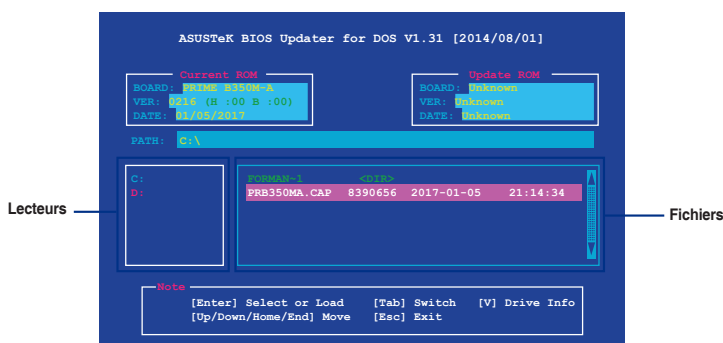 ASUSTeK BIOS Updater for DOS V1.31 [2014/08/01]
Current ROM
BOARD: PRIME B350M-A
VER: 0216 (H :00 B :00)
DATE: 01/05/2017
Update ROM
BOARD: Unknown
VER: Unknown
DATE: Unknown
PATH: C:\
C:
D:
FORMAN~1 <DIR>
PRB350MA.CAP 8390656 2017-01-05 21:14:34
Lecteurs
Fichiers
Note
[Enter] Select or Load [Tab] Switch [V] Drive Info
[Up/Down/Home/End] Move [Esc] Exit